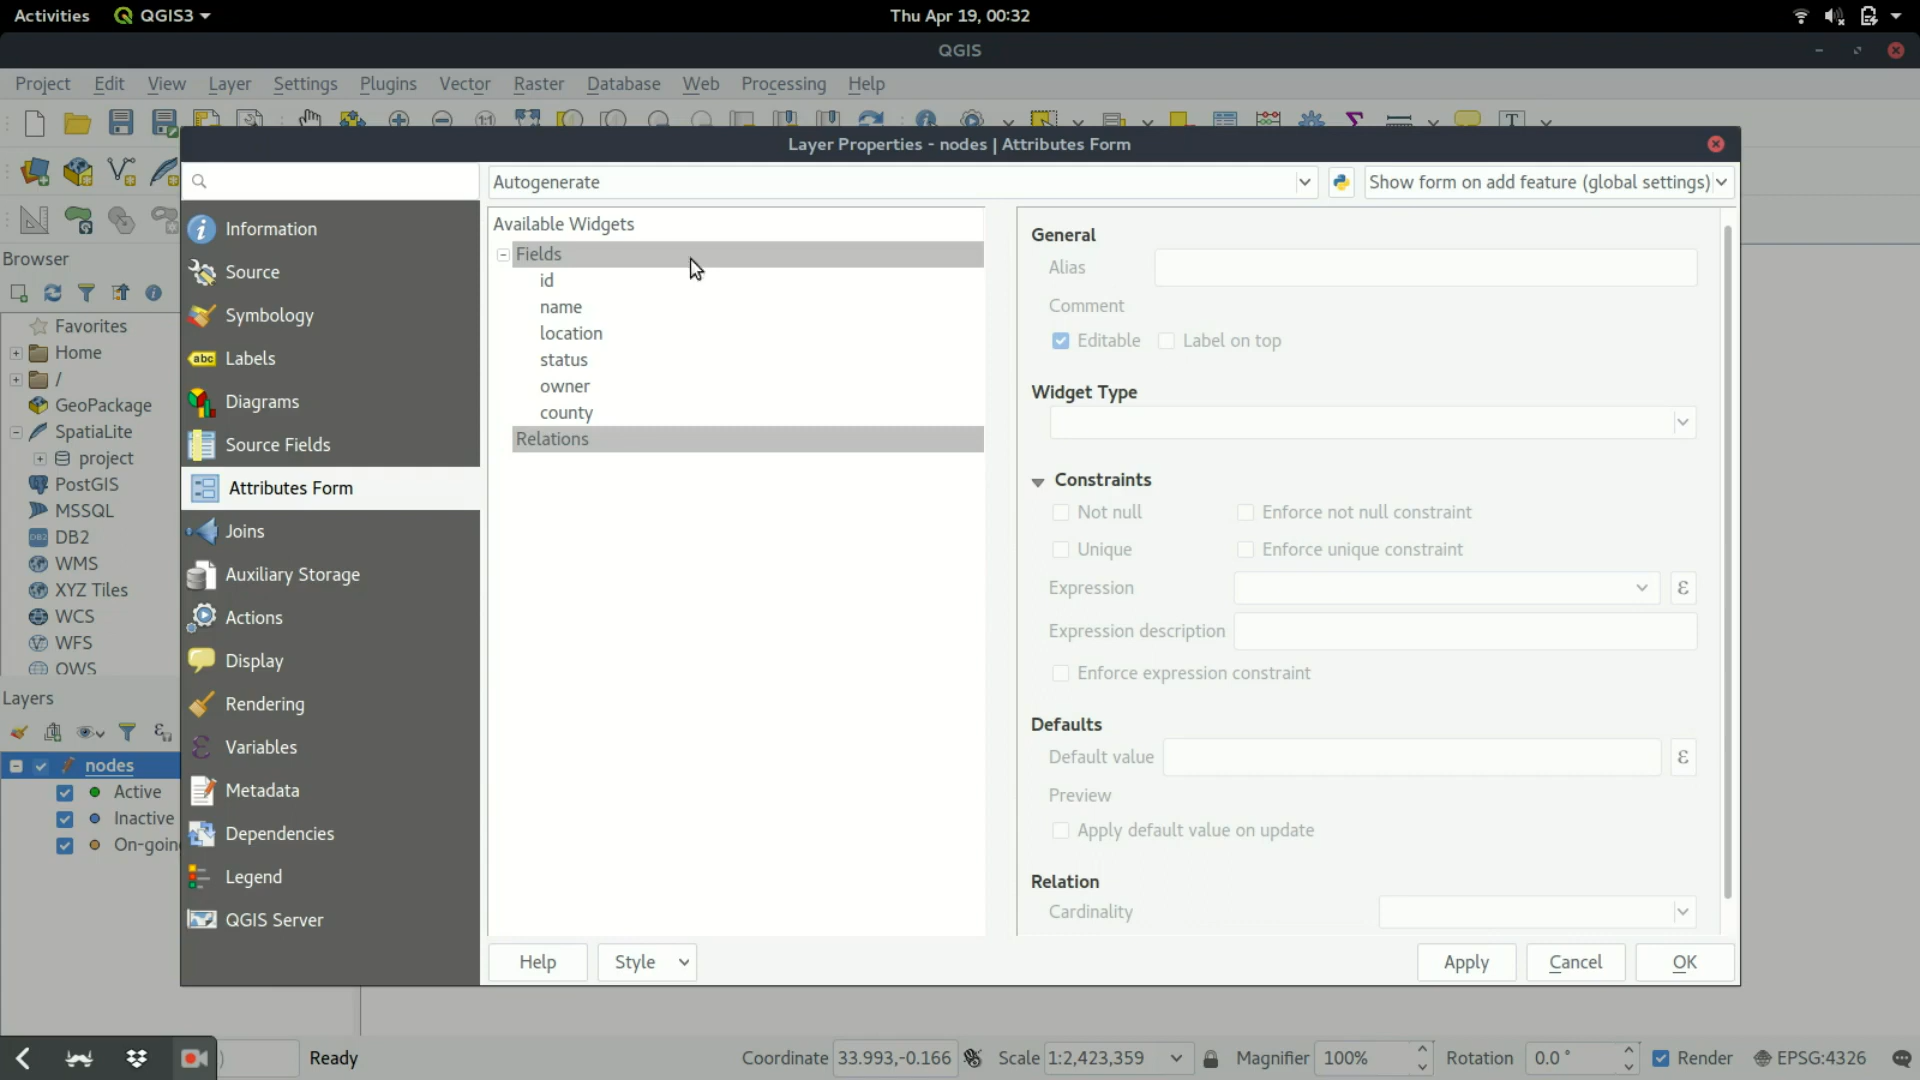 Activities QGIS3 Thu Apr 19, 00:32
QGIS
Project Edit View Layer Settings Plugins Vector Raster Database Web Processing Help
Layer Properties - nodes | Attributes Form
Autogenerate Show form on add feature (global settings)
Information
Source
Symbology
Labels
Diagrams
Source Fields
Attributes Form
Joins
Auxiliary Storage
Actions
Display
Rendering
Variables
Metadata
Dependencies
Legend
QGIS Server
Available Widgets
Fields
id
name
location
status
owner
county
Relations
General
Alias
Comment
Editable Label on top
Widget Type
Constraints
Not null Enforce not null constraint
Unique Enforce unique constraint
Expression ε
Expression description
Enforce expression constraint
Defaults
Default value ε
Preview
Apply default value on update
Relation
Cardinality
Help Style Apply Cancel OK
Browser
Favorites
Home
/
GeoPackage
SpatiaLite
project
PostGIS
MSSQL
DB2
WMS
XYZ Tiles
WCS
WFS
OWS
Layers
nodes
Active
Inactive
On-goin
Ready Coordinate 33.993,-0.166 Scale 1:2,423,359 Magnifier 100% Rotation 0.0 ° Render EPSG:4326